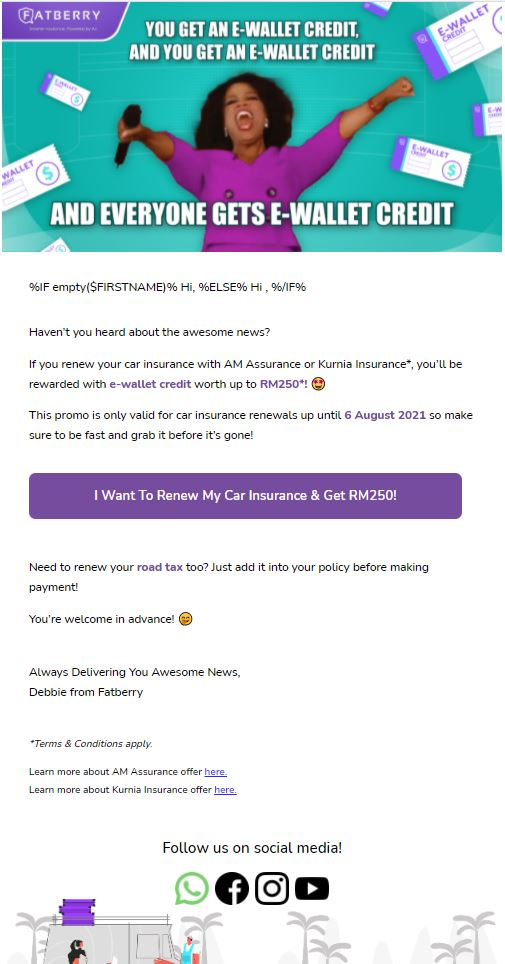 FATBERRY
YOU GET AN E-WALLET CREDIT,
AND YOU GET AN E-WALLET CREDIT
E-WALLET
CREDIT
E-WALLET
E-WALLET
CREDIT
WALLET
AND EVERYONE GETS E-WALLET CREDIT
%IF empty($FIRSTNAME)% Hi, %ELSE% Hi , %/IF%
Haven't you heard about the awesome news?
If you renew your car insurance with AM Assurance or Kurnia Insurance*, you'll be
rewarded with e-wallet credit worth up to RM250*! 🤩
This promo is only valid for car insurance renewals up until 6 August 2021 so make
sure to be fast and grab it before it's gone!
I Want To Renew My Car Insurance & Get RM250!
Need to renew your road tax too? Just add it into your policy before making
payment!
You're welcome in advance! 😊
Always Delivering You Awesome News,
Debbie from Fatberry
*Terms & Conditions apply.
Learn more about AM Assurance offer here.
Learn more about Kurnia Insurance offer here.
Follow us on social media!